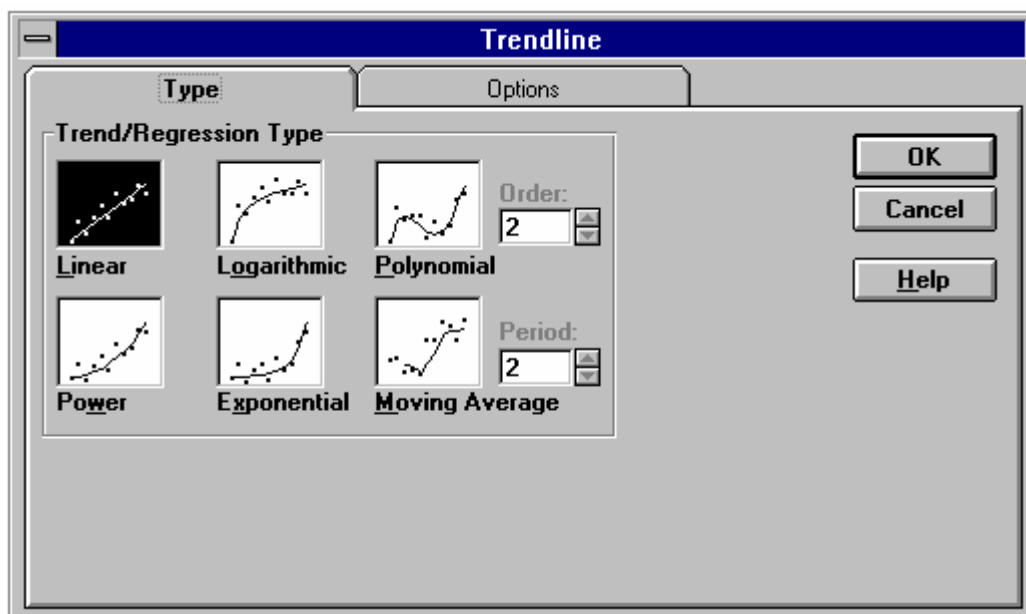 Trendline
Type Options
Trend/Regression Type
OK
Order:
2
Cancel
Linear Logarithmic Polynomial
Help
Period:
2
Power Exponential Moving Average